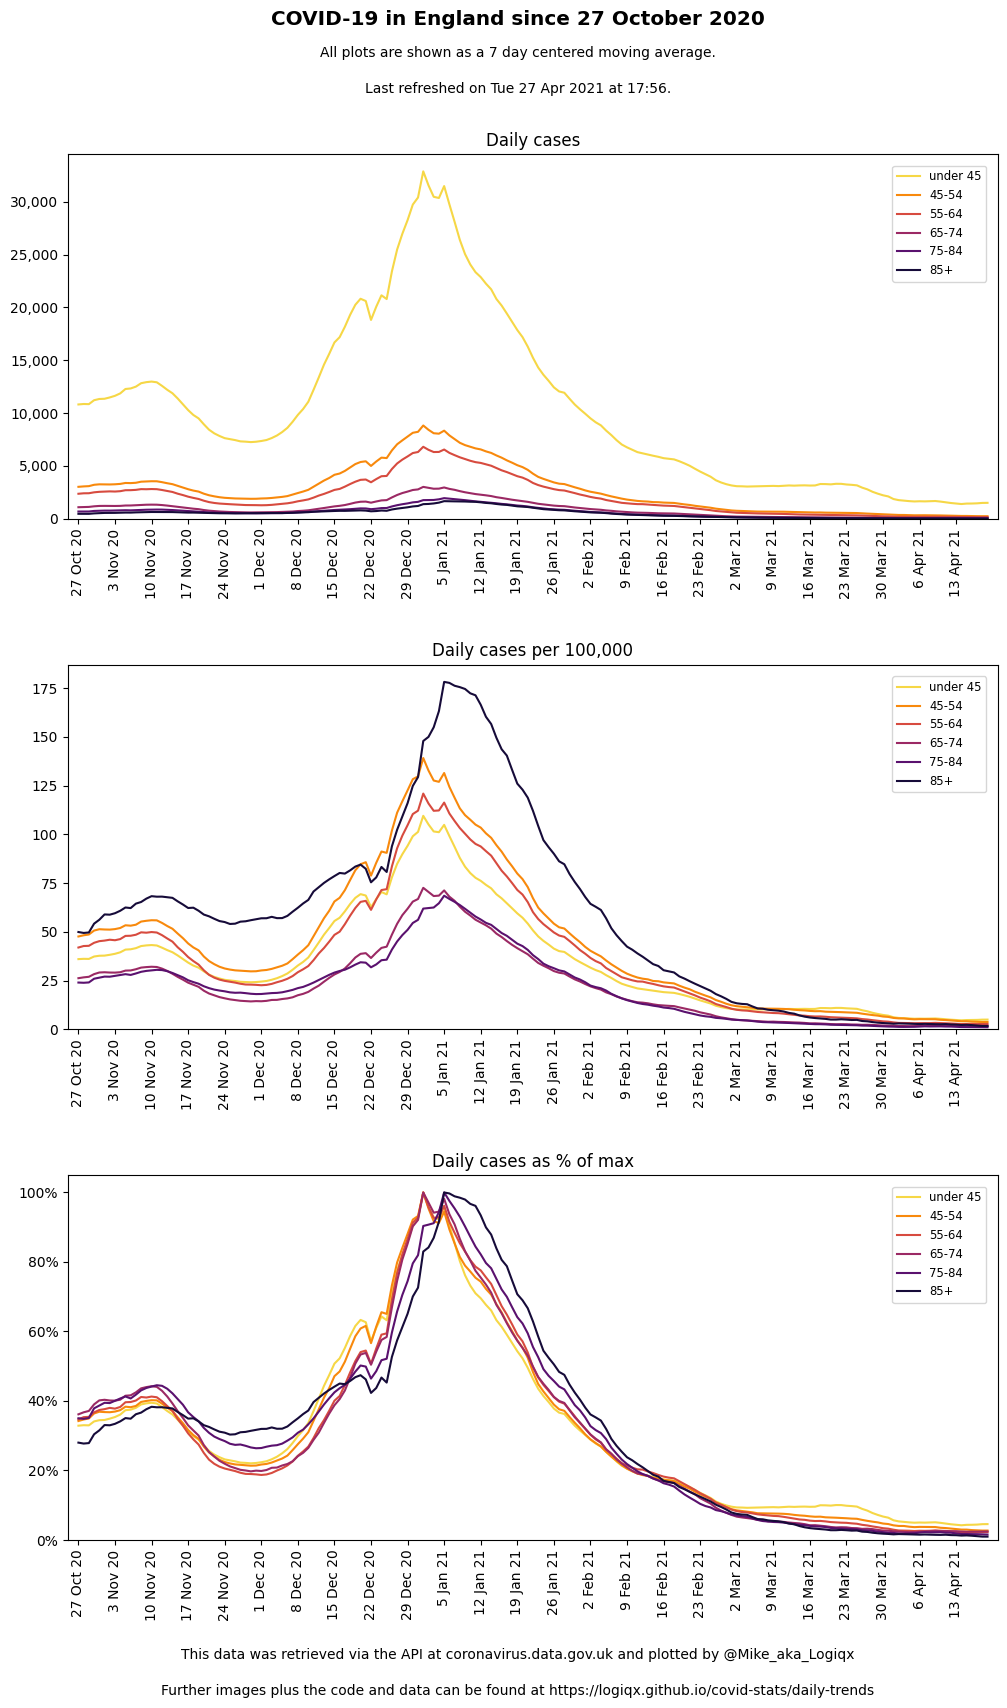 COVID-19 in England since 27 October 2020
All plots are shown as a 7 day centered moving average.
Last refreshed on Tue 27 Apr 2021 at 17:56.
Daily cases
30,000
25,000
20,000
15,000
10,000
5,000
0
under 45
45-54
55-64
65-74
75-84
85+
27 Oct 20
3 Nov 20
10 Nov 20
17 Nov 20
24 Nov 20
1 Dec 20
8 Dec 20
15 Dec 20
22 Dec 20
29 Dec 20
5 Jan 21
12 Jan 21
19 Jan 21
26 Jan 21
2 Feb 21
9 Feb 21
16 Feb 21
23 Feb 21
2 Mar 21
9 Mar 21
16 Mar 21
23 Mar 21
30 Mar 21
6 Apr 21
13 Apr 21
Daily cases per 100,000
175
150
125
100
75
50
25
0
under 45
45-54
55-64
65-74
75-84
85+
27 Oct 20
3 Nov 20
10 Nov 20
17 Nov 20
24 Nov 20
1 Dec 20
8 Dec 20
15 Dec 20
22 Dec 20
29 Dec 20
5 Jan 21
12 Jan 21
19 Jan 21
26 Jan 21
2 Feb 21
9 Feb 21
16 Feb 21
23 Feb 21
2 Mar 21
9 Mar 21
16 Mar 21
23 Mar 21
30 Mar 21
6 Apr 21
13 Apr 21
Daily cases as % of max
100%
80%
60%
40%
20%
0%
under 45
45-54
55-64
65-74
75-84
85+
27 Oct 20
3 Nov 20
10 Nov 20
17 Nov 20
24 Nov 20
1 Dec 20
8 Dec 20
15 Dec 20
22 Dec 20
29 Dec 20
5 Jan 21
12 Jan 21
19 Jan 21
26 Jan 21
2 Feb 21
9 Feb 21
16 Feb 21
23 Feb 21
2 Mar 21
9 Mar 21
16 Mar 21
23 Mar 21
30 Mar 21
6 Apr 21
13 Apr 21
This data was retrieved via the API at coronavirus.data.gov.uk and plotted by @Mike_aka_Logiqx
Further images plus the code and data can be found at https://logiqx.github.io/covid-stats/daily-trends